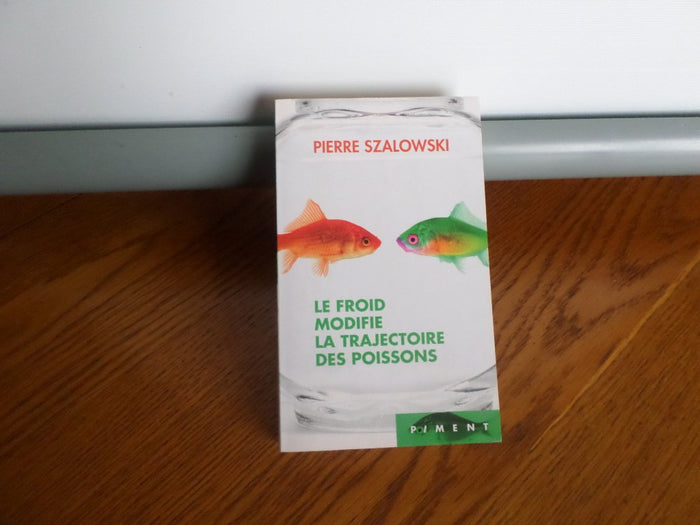 PIERRE SZALOWSKI
LE FROID
MODIFIE
LA TRAJECTOIRE
DES POISSONS
PIMENT